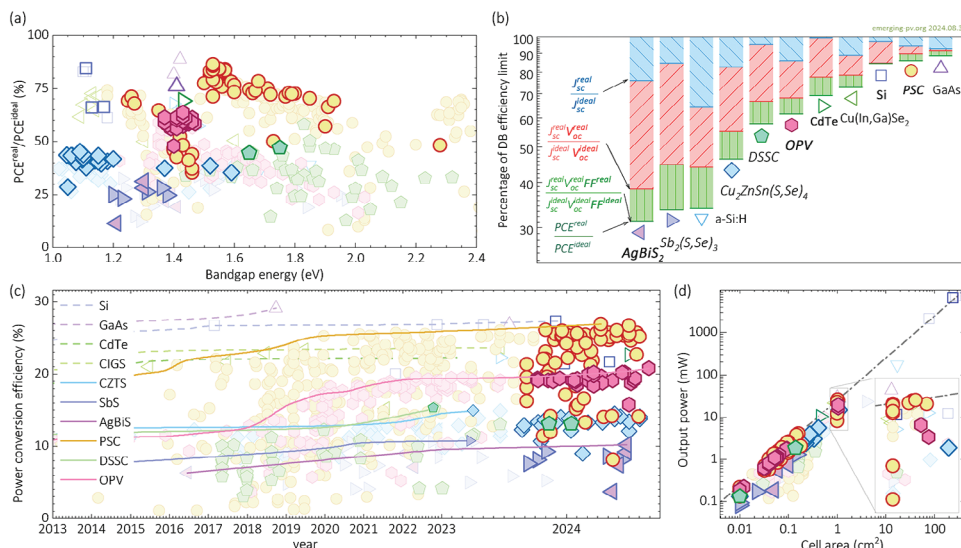 (a)
100
75
50
25
0
PCE^real/PCE^ideal (%)
1.0
1.2
1.4
1.6
1.8
2.0
2.2
2.4
Bandgap energy (eV)
(b)
emerging pv.org 2024.08.
100
90
80
70
60
50
40
30
Percentage of DB efficiency limit
J_sc^real
J_sc^ideal
J_sc^real V_oc^real
J_sc^ideal V_oc^ideal
J_sc^real V_oc^real FF^real
J_sc^ideal V_oc^ideal FF^ideal
PCE^real
PCE^ideal
AgBiS₂
Sb₂(S,Se)₃
a-Si:H
Cu₂ZnSn(S,Se)₄
DSSC
OPV
CdTe
Cu(In,Ga)Se₂
Si
PSC
GaAs
(c)
30
20
10
0
Power conversion efficiency (%)
Si
GaAs
CdTe
CIGS
CZTS
SbS
AgBiS
PSC
DSSC
OPV
2013
2014
2015
2016
2017
2018
2019
2020
2021
2022
2023
2024
year
(d)
1000
100
10
1
0.1
Output power (mW)
0.01
0.1
1
10
100
Cell area (cm²)